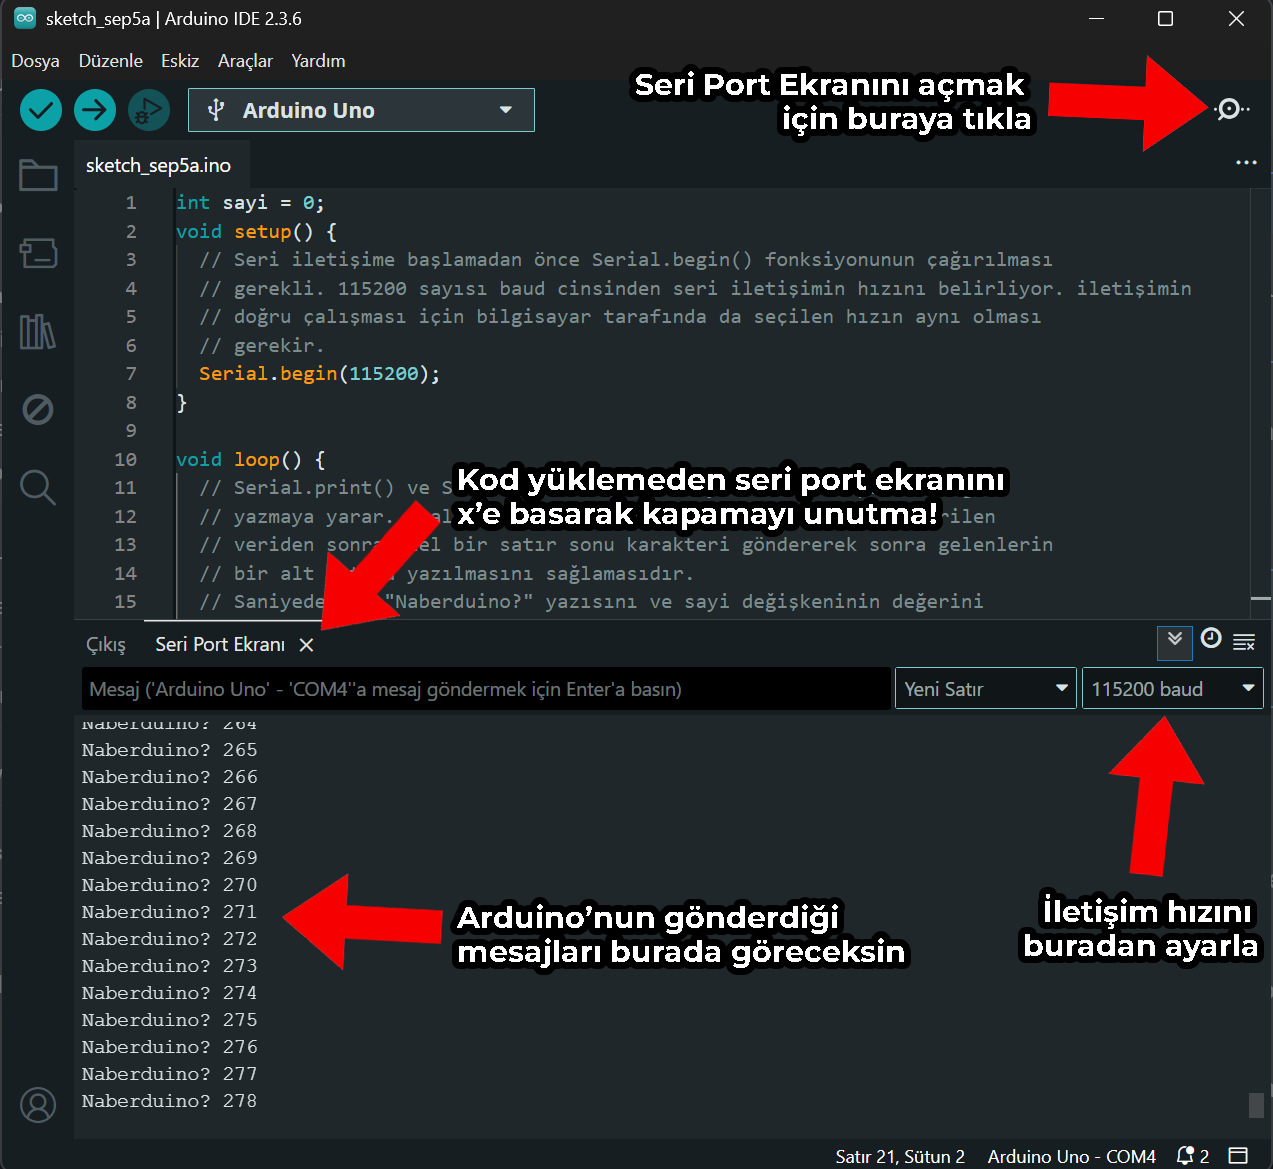 sketch_sep5a | Arduino IDE 2.3.6
Dosya Düzenle Eskiz Araçlar Yardım
Seri Port Ekranını açmak
için buraya tıkla
Arduino Uno
sketch_sep5a.ino
1 int sayi = 0;
2 void setup() {
3 // Seri iletişime başlamadan önce Serial.begin() fonksiyonunun çağırılması
4 // gerekli. 115200 sayısı baud cinsinden seri iletişimin hızını belirliyor. iletişimin
5 // doğru çalışması için bilgisayar tarafında da seçilen hızın aynı olması
6 // gerekir.
7 Serial.begin(115200);
8 }
9
10 void loop() {
11 // Serial.print() ve
12 // yazmaya yarar.
13 // veriden bir satır sonu karakteri göndererek sonra gelenlerin
14 // bir alt yazılmasını sağlamasıdır.
15 // Saniyede "Naberduino?" yazısını ve sayi değişkeninin değerini
Kod yüklemeden seri port ekranını
x'e basarak kapamayı unutma!
Çıkış Seri Port Ekranı
Mesaj ('Arduino Uno' - 'COM4''a mesaj göndermek için Enter'a basın)
Yeni Satır
115200 baud
Naberduino? 264
Naberduino? 265
Naberduino? 266
Naberduino? 267
Naberduino? 268
Naberduino? 269
Naberduino? 270
Naberduino? 271
Naberduino? 272
Naberduino? 273
Naberduino? 274
Naberduino? 275
Naberduino? 276
Naberduino? 277
Naberduino? 278
Arduino'nun gönderdiği
mesajları burada göreceksin
İletişim hızını
buradan ayarla
Satır 21, Sütun 2 Arduino Uno - COM4 2